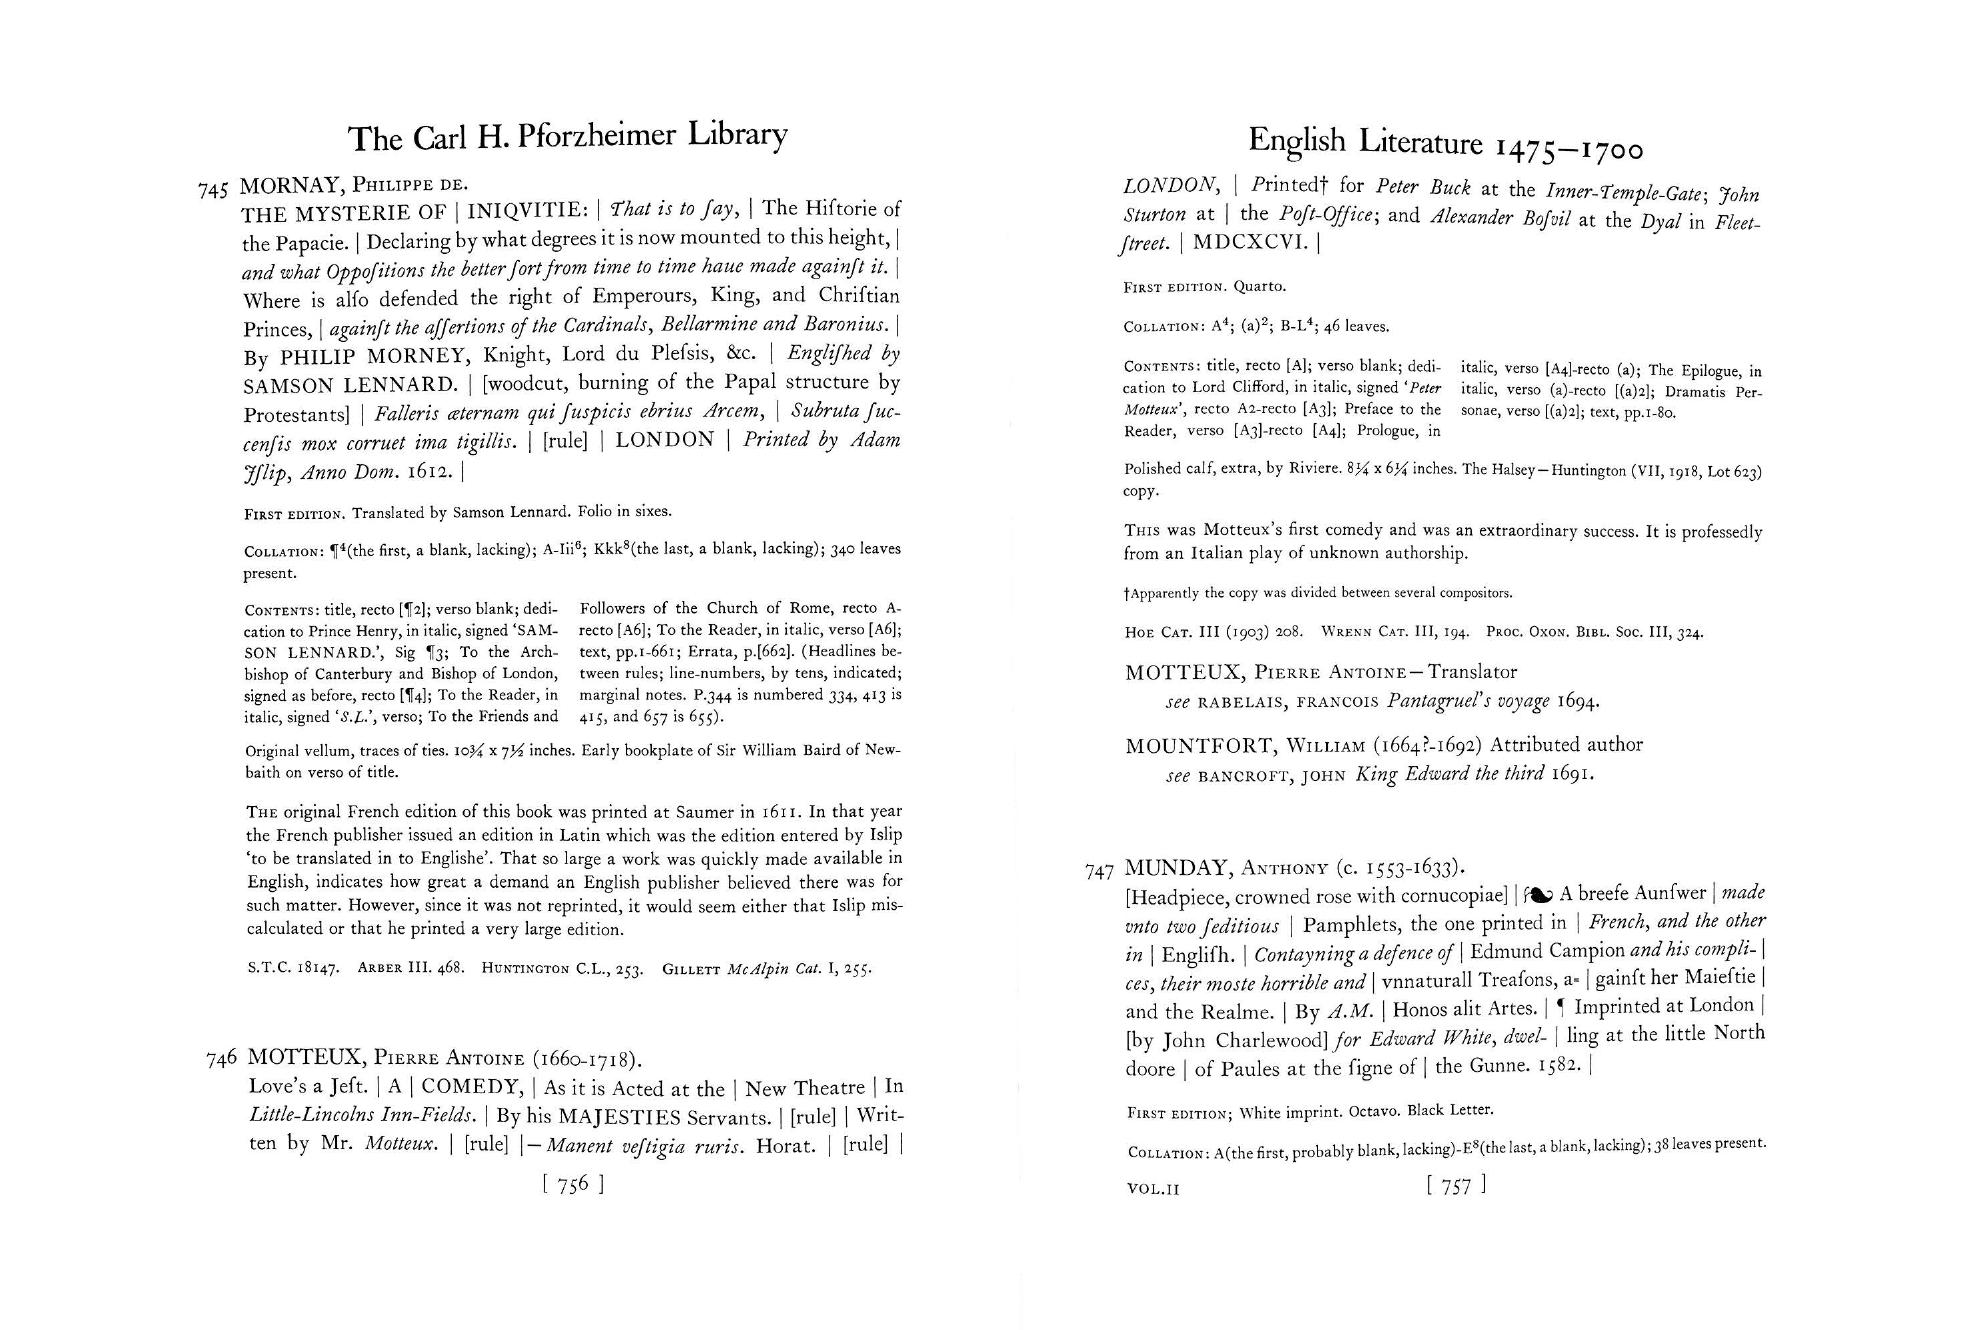 The Carl H. Pforzheimer Library
745 MORNAY, PHILIPPE DE.
THE MYSTERIE OF | INIQVITIE: | That is to ſay, | The Hiſtorie of
the Papacie. | Declaring by what degrees it is now mounted to this height, |
and what Oppoſitions the better ſort from time to time haue made againſt it. |
Where is alſo defended the right of Emperours, King, and Chriſtian
Princes, | againſt the aſſertions of the Cardinals, Bellarmine and Baronius. |
By PHILIP MORNEY, Knight, Lord du Pleſsis, &c. | Engliſhed by
SAMSON LENNARD. | [woodcut, burning of the Papal structure by
Protestants] | Falleris æternam qui ſuspicis ebrius Arcem, | Subruta ſuc-
cenſis mox corruet ima tigillis. | [rule] | LONDON | Printed by Adam
Iſlip, Anno Dom. 1612. |
FIRST EDITION. Translated by Samson Lennard. Folio in sixes.
COLLATION: ¶⁴(the first, a blank, lacking); A-Iii⁶; Kkk⁸(the last, a blank, lacking); 340 leaves
present.
CONTENTS: title, recto [¶2]; verso blank; dedi-
cation to Prince Henry, in italic, signed ‘SAM-
SON LENNARD.’, Sig ¶3; To the Arch-
bishop of Canterbury and Bishop of London,
signed as before, recto [¶4]; To the Reader, in
italic, signed ‘S.L.’, verso; To the Friends and
Followers of the Church of Rome, recto A-
recto [A6]; To the Reader, in italic, verso [A6];
text, pp.1-661; Errata, p.[662]. (Headlines be-
tween rules; line-numbers, by tens, indicated;
marginal notes. P.344 is numbered 334, 413 is
415, and 657 is 655).
Original vellum, traces of ties. 10¾ x 7½ inches. Early bookplate of Sir William Baird of New-
baith on verso of title.
THE original French edition of this book was printed at Saumer in 1611. In that year
the French publisher issued an edition in Latin which was the edition entered by Islip
‘to be translated in to Englishe’. That so large a work was quickly made available in
English, indicates how great a demand an English publisher believed there was for
such matter. However, since it was not reprinted, it would seem either that Islip mis-
calculated or that he printed a very large edition.
S.T.C. 18147. ARBER III. 468. HUNTINGTON C.L., 253. GILLETT McAlpin Cat. I, 255.
746 MOTTEUX, PIERRE ANTOINE (1660-1718).
Love's a Jeſt. | A | COMEDY, | As it is Acted at the | New Theatre | In
Little-Lincolns Inn-Fields. | By his MAJESTIES Servants. | [rule] | Writ-
ten by Mr. Motteux. | [rule] |—Manent veſtigia ruris. Horat. | [rule] |
[ 756 ]
English Literature 1475—1700
LONDON, | Printed† for Peter Buck at the Inner-Temple-Gate; John
Sturton at | the Poſt-Office; and Alexander Boſvil at the Dyal in Fleet-
ſtreet. | MDCXCVI. |
FIRST EDITION. Quarto.
COLLATION: A⁴; (a)²; B-L⁴; 46 leaves.
CONTENTS: title, recto [A]; verso blank; dedi-
cation to Lord Clifford, in italic, signed ‘Peter
Motteux’, recto A2-recto [A3]; Preface to the
Reader, verso [A3]-recto [A4]; Prologue, in
italic, verso [A4]-recto (a); The Epilogue, in
italic, verso (a)-recto [(a)2]; Dramatis Per-
sonae, verso [(a)2]; text, pp.1-80.
Polished calf, extra, by Riviere. 8¼ x 6¼ inches. The Halsey—Huntington (VII, 1918, Lot 623)
copy.
THIS was Motteux's first comedy and was an extraordinary success. It is professedly
from an Italian play of unknown authorship.
†Apparently the copy was divided between several compositors.
HOE CAT. III (1903) 208. WRENN CAT. III, 194. PROC. OXON. BIBL. SOC. III, 324.
MOTTEUX, PIERRE ANTOINE—Translator
see RABELAIS, FRANCOIS Pantagruel's voyage 1694.
MOUNTFORT, WILLIAM (1664?-1692) Attributed author
see BANCROFT, JOHN King Edward the third 1691.
747 MUNDAY, ANTHONY (c. 1553-1633).
[Headpiece, crowned rose with cornucopiae] | ☙ A breefe Aunſwer | made
vnto two ſeditious | Pamphlets, the one printed in | French, and the other
in | Engliſh. | Contayning a defence of | Edmund Campion and his compli- |
ces, their moste horrible and | vnnaturall Treaſons, a= | gainſt her Maieſtie |
and the Realme. | By A.M. | Honos alit Artes. | ¶ Imprinted at London |
[by John Charlewood] for Edward White, dwel- | ling at the little North
doore | of Paules at the ſigne of | the Gunne. 1582. |
FIRST EDITION; White imprint. Octavo. Black Letter.
COLLATION: A(the first, probably blank, lacking)-E⁸(the last, a blank, lacking); 38 leaves present.
VOL.II [ 757 ]